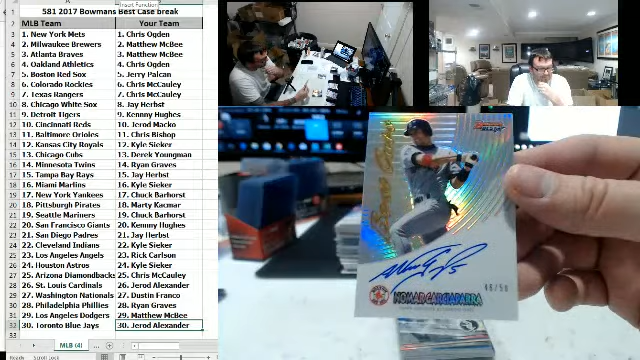 Insert Function
581 2017 Bowmans Best Case break
MLB Team Your Team
1. New York Mets 1. Chris Ogden
2. Milwaukee Brewers 2. Matthew McBee
3. Atlanta Braves 3. Matthew McBee
4. Oakland Athletics 4. Chris Ogden
5. Boston Red Sox 5. Jerry Palcan
6. Colorado Rockies 6. Chris McCauley
7. Texas Rangers 7. Chris McCauley
8. Chicago White Sox 8. Jay Herbst
9. Detroit Tigers 9. Kennny Hughes
10. Cincinnati Reds 10. Jerod Macko
11. Baltimore Orioles 11. Chris Bishop
12. Kansas City Royals 12. Kyle Sieker
13. Chicago Cubs 13. Derek Youngman
14. Minnesota Twins 14. Ryan Graves
15. Tampa Bay Rays 15. Jay Herbst
16. Miami Marlins 16. Kyle Sieker
17. New York Yankees 17. Chuck Barhorst
18. Pittsburgh Pirates 18. Marty Kacmar
19. Seattle Mariners 19. Chuck Barhorst
20. San Francisco Giants 20. Kennny Hughes
21. San Diego Padres 21. Jay Herbst
22. Cleveland Indians 22. Kyle Sieker
23. Los Angeles Angels 23. Rick Carlson
24. Houston Astros 24. Kyle Sieker
25. Arizona Diamondbacks 25. Chris McCauley
26. St. Louis Cardinals 26. Jerod Alexander
27. Washington Nationals 27. Dustin Franco
28. Philadelphia Phillies 28. Ryan Graves
29. Los Angeles Dodgers 29. Matthew McBee
30. Toronto Blue Jays 30. Jerod Alexander
MLB (4)
Ready Scroll Lock
NOMAR GARCIAPARRA